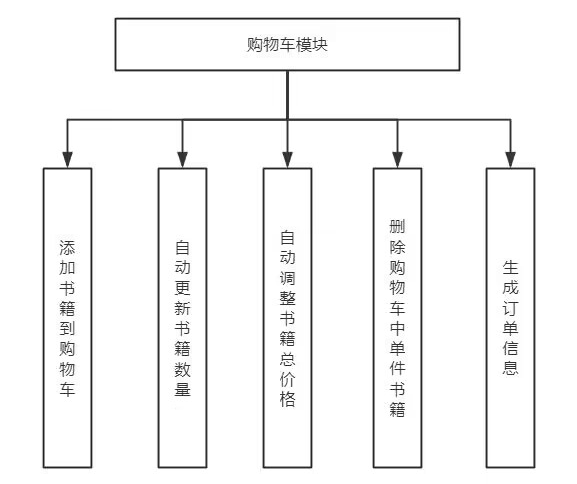 购物车模块
添加书籍到购物车
自动更新书籍数量
自动调整书籍总价格
删除购物车中单件书籍
生成订单信息